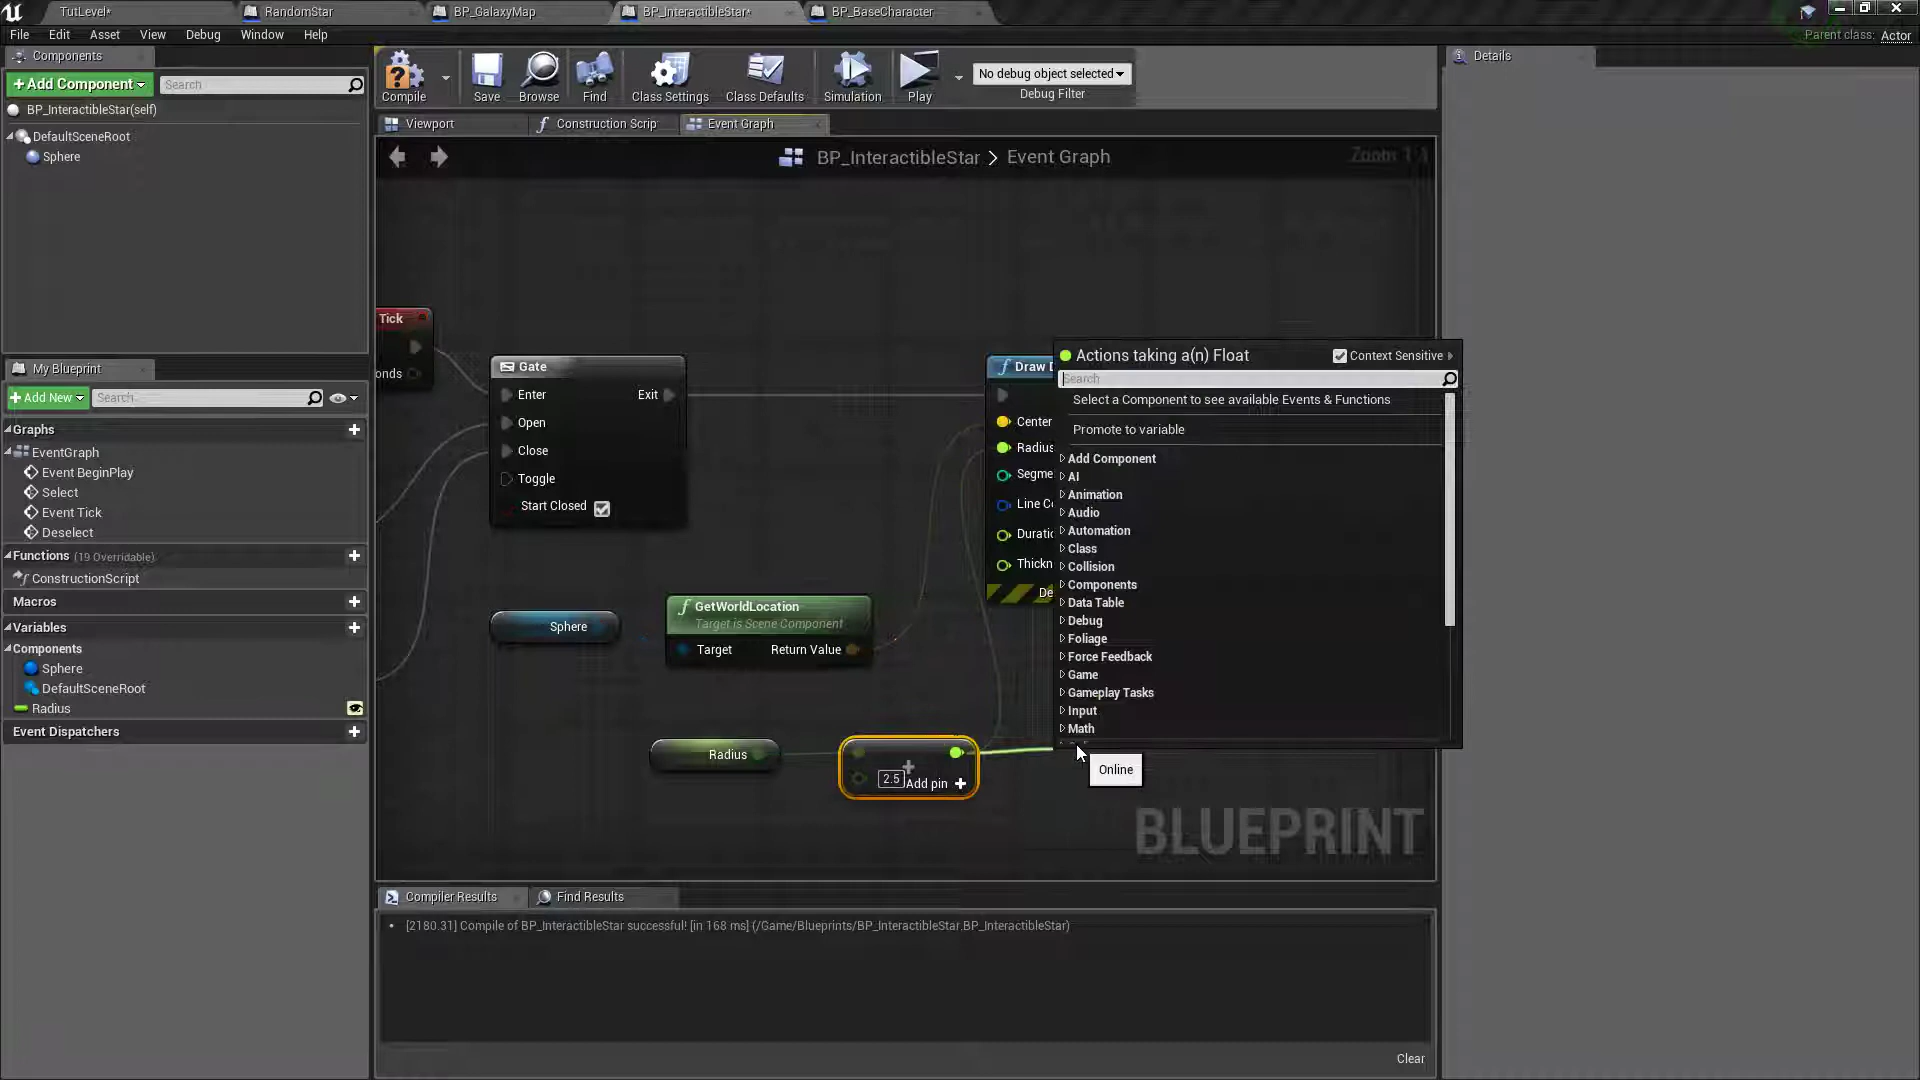 TutLevel*
RandomStar
BP_GalaxyMap
BP_InteractibleStar*
BP_BaseCharacter
File Edit Asset View Debug Window Help
Parent class: Actor
Components
+Add Component
Search
BP_InteractibleStar(self)
DefaultSceneRoot
Sphere
Compile
Save
Browse
Find
Class Settings
Class Defaults
Simulation
Play
No debug object selected
Debug Filter
Details
Viewport
Construction Scrip
Event Graph
BP_InteractibleStar > Event Graph
Zoom 1:1
My Blueprint
+Add New
Search
Graphs
EventGraph
Event BeginPlay
Select
Event Tick
Deselect
Functions (19 Overridable)
ConstructionScript
Macros
Variables
Components
Sphere
DefaultSceneRoot
Radius
Event Dispatchers
Tick
onds
Gate
Enter
Exit
Open
Close
Toggle
Start Closed
Sphere
GetWorldLocation
Target is Scene Component
Target
Return Value
Radius
2.5
Add pin +
Draw D
Center
Radius
Segme
Line Co
Duratio
Thickn
De
Actions taking a(n) Float
Context Sensitive
Search
Select a Component to see available Events & Functions
Promote to variable
Add Component
AI
Animation
Audio
Automation
Class
Collision
Components
Data Table
Debug
Foliage
Force Feedback
Game
Gameplay Tasks
Input
Math
Online
BLUEPRINT
Compiler Results
Find Results
[2180.31] Compile of BP_InteractibleStar successful! [in 168 ms] (/Game/Blueprints/BP_InteractibleStar.BP_InteractibleStar)
Clear